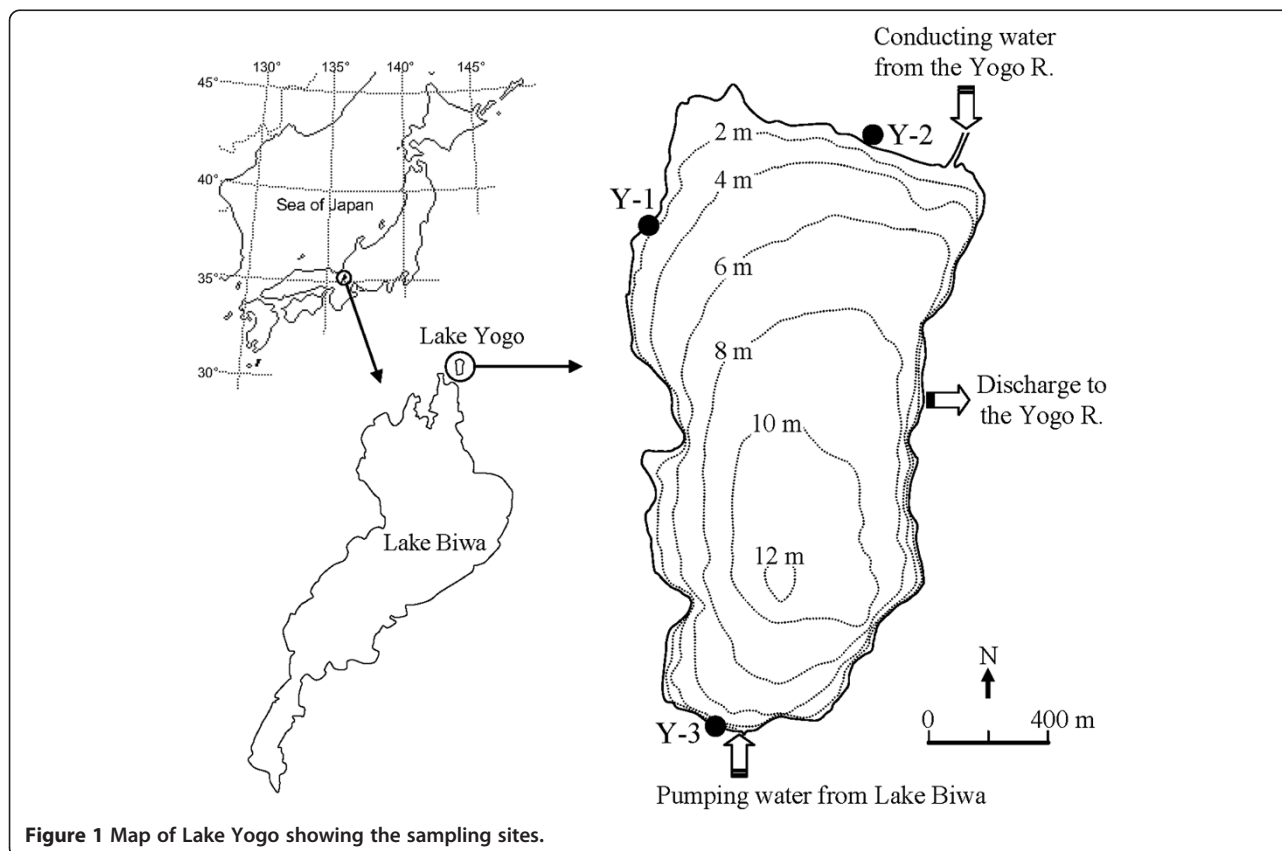 130° 135° 140° 145°
45°
40°
Sea of Japan
35°
30°
Lake Yogo
Lake Biwa
Conducting water
from the Yogo R.
2 m
Y-2
4 m
Y-1
6 m
8 m
Discharge to
the Yogo R.
10 m
12 m
N
0 400 m
Y-3
Pumping water from Lake Biwa
Figure 1 Map of Lake Yogo showing the sampling sites.